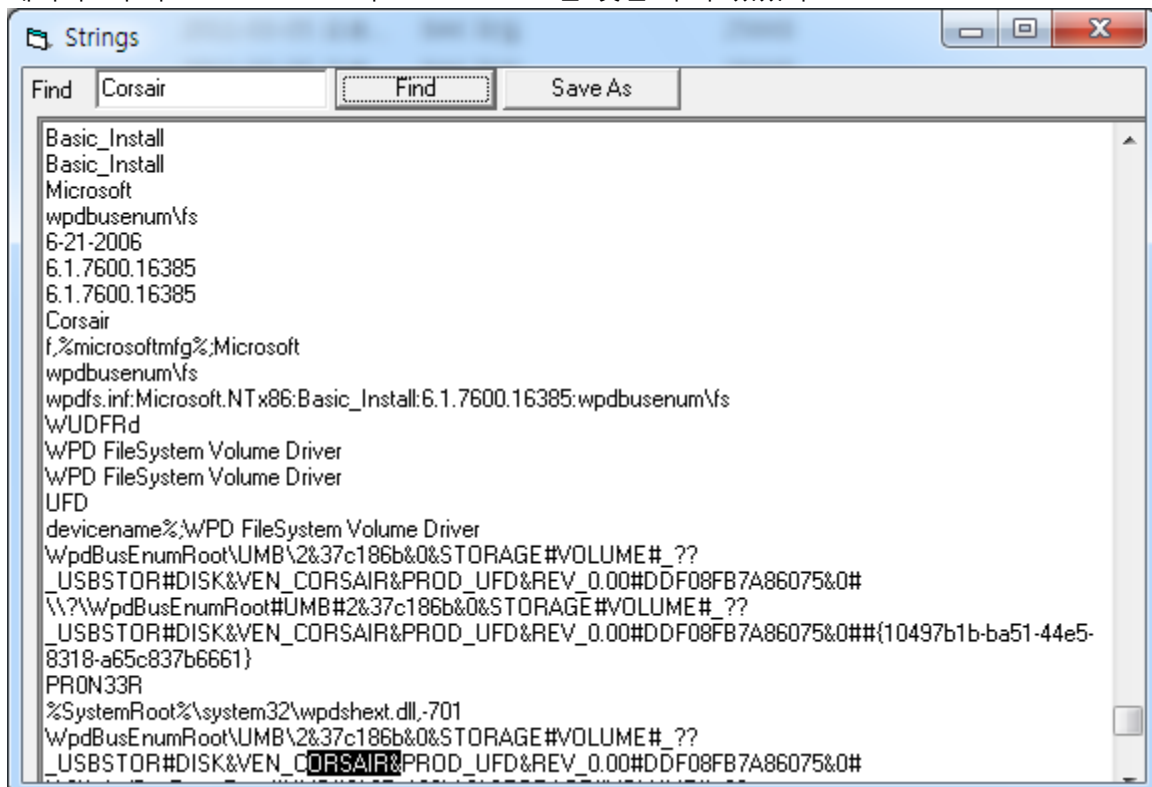 Strings
Find Corsair Find Save As
Basic_Install
Basic_Install
Microsoft
wpdbusenum\fs
6-21-2006
6.1.7600.16385
6.1.7600.16385
Corsair
f,%microsoftmfg%;Microsoft
wpdbusenum\fs
wpdfs.inf:Microsoft.NTx86:Basic_Install:6.1.7600.16385:wpdbusenum\fs
WUDFRd
WPD FileSystem Volume Driver
WPD FileSystem Volume Driver
UFD
devicename%;WPD FileSystem Volume Driver
WpdBusEnumRoot\UMB\2&37c186b&0&STORAGE#VOLUME#_??
_USBSTOR#DISK&VEN_CORSAIR&PROD_UFD&REV_0.00#DDF08FB7A86075&0#
\\?\WpdBusEnumRoot#UMB#2&37c186b&0&STORAGE#VOLUME#_??
_USBSTOR#DISK&VEN_CORSAIR&PROD_UFD&REV_0.00#DDF08FB7A86075&0##{10497b1b-ba51-44e5-
8318-a65c837b6661}
PR0N33R
%SystemRoot%\system32\wpdshext.dll,-701
WpdBusEnumRoot\UMB\2&37c186b&0&STORAGE#VOLUME#_??
_USBSTOR#DISK&VEN_CORSAIR&PROD_UFD&REV_0.00#DDF08FB7A86075&0#